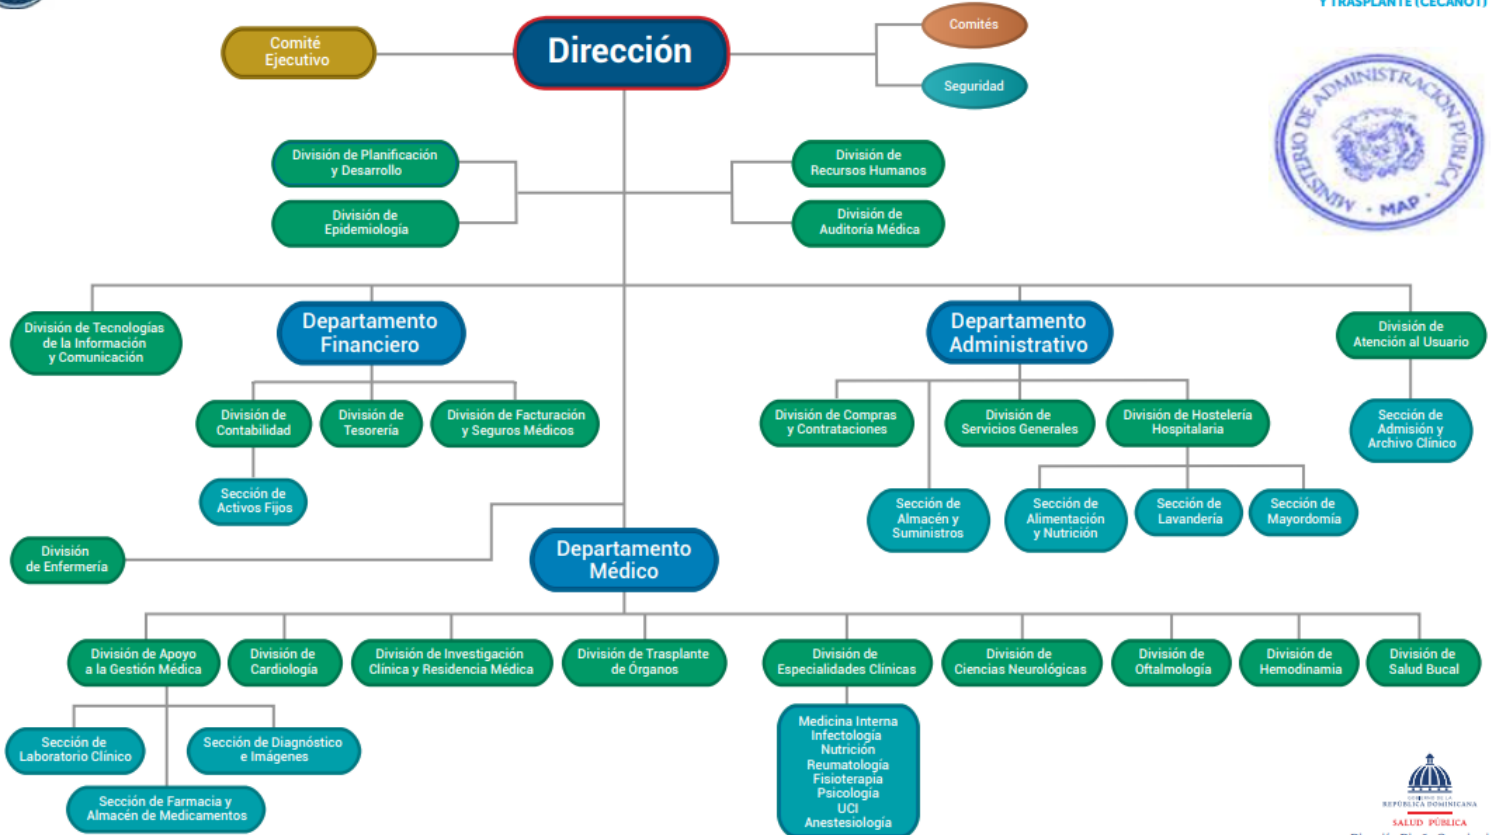 Y TRASPLANTE (CECANOT)
Comité
Ejecutivo
Dirección
Comités
Seguridad
MINISTERIO DE ADMINISTRACIÓN PÚBLICA
· MAP ·
División de Planificación
y Desarrollo
División de
Recursos Humanos
División de
Epidemiología
División de
Auditoría Médica
División de Tecnologías
de la Información
y Comunicación
Departamento
Financiero
Departamento
Administrativo
División de
Atención al Usuario
División de
Contabilidad
División de
Tesorería
División de Facturación
y Seguros Médicos
División de Compras
y Contrataciones
División de
Servicios Generales
División de Hostelería
Hospitalaria
Sección de
Admisión y
Archivo Clínico
Sección de
Activos Fijos
Sección de
Almacén y
Suministros
Sección de
Alimentación
y Nutrición
Sección de
Lavandería
Sección de
Mayordomía
División
de Enfermería
Departamento
Médico
División de Apoyo
a la Gestión Médica
División de
Cardiología
División de Investigación
Clínica y Residencia Médica
División de Trasplante
de Órganos
División de
Especialidades Clínicas
División de
Ciencias Neurológicas
División de
Oftalmología
División de
Hemodinamia
División de
Salud Bucal
Sección de
Laboratorio Clínico
Sección de Diagnóstico
e Imágenes
Sección de Farmacia y
Almacén de Medicamentos
Medicina Interna
Infectología
Nutrición
Reumatología
Fisioterapia
Psicología
UCI
Anestesiología
GOBIERNO DE LA
REPÚBLICA DOMINICANA
SALUD PÚBLICA